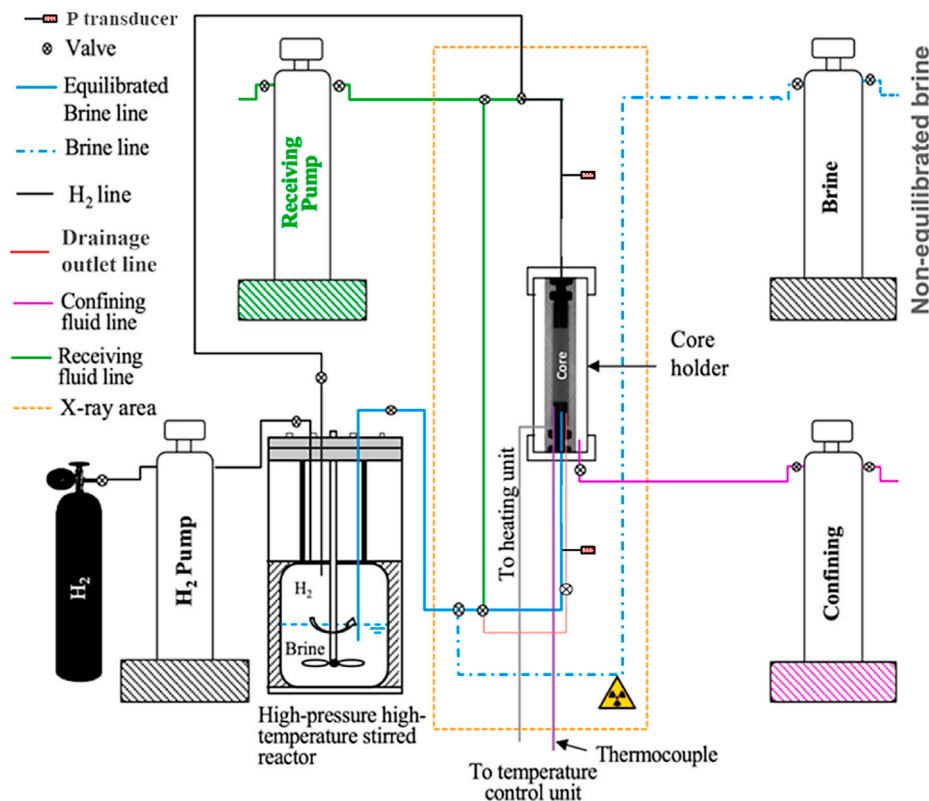 P transducer
Valve
Equilibrated
Brine line
Brine line
H₂ line
Drainage
outlet line
Confining
fluid line
Receiving
fluid line
X-ray area
Receiving
Pump
Brine
Non-equilibrated brine
Core
Core
holder
To heating unit
H₂
H₂ Pump
H₂
Brine
Confining
High-pressure high-
temperature stirred
reactor
Thermocouple
To temperature
control unit